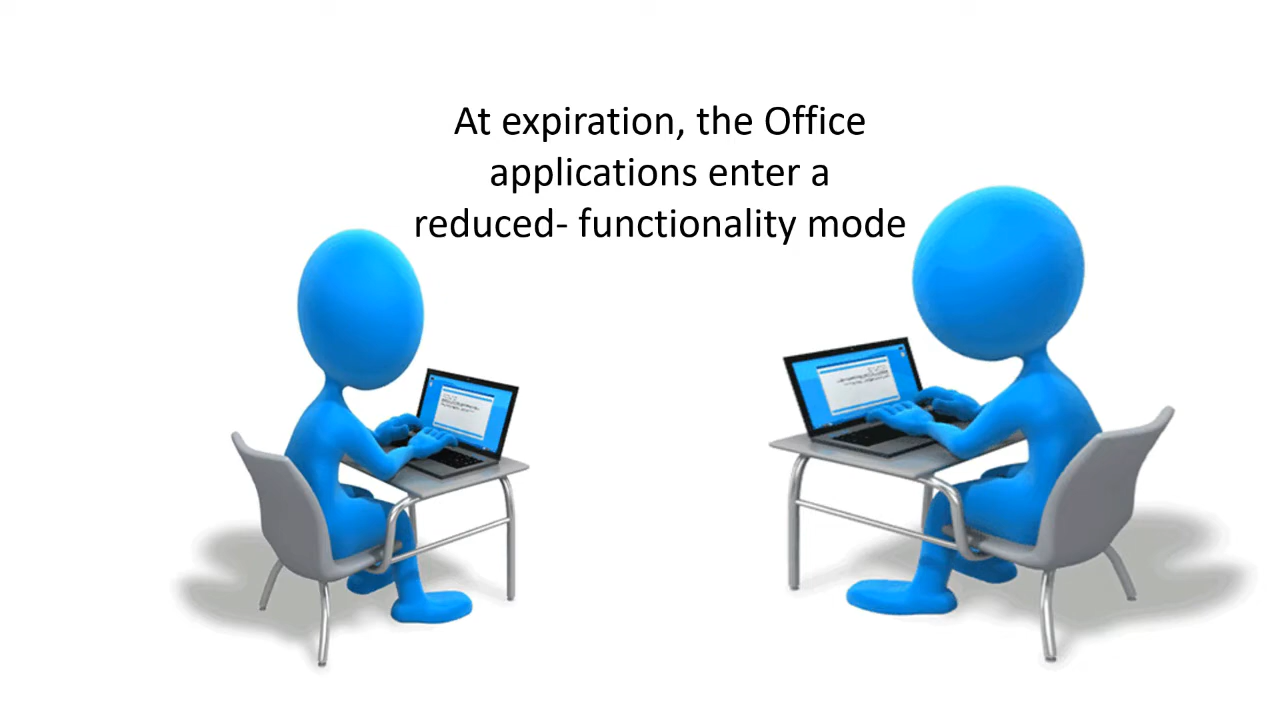 At expiration, the Office
applications enter a
reduced- functionality mode